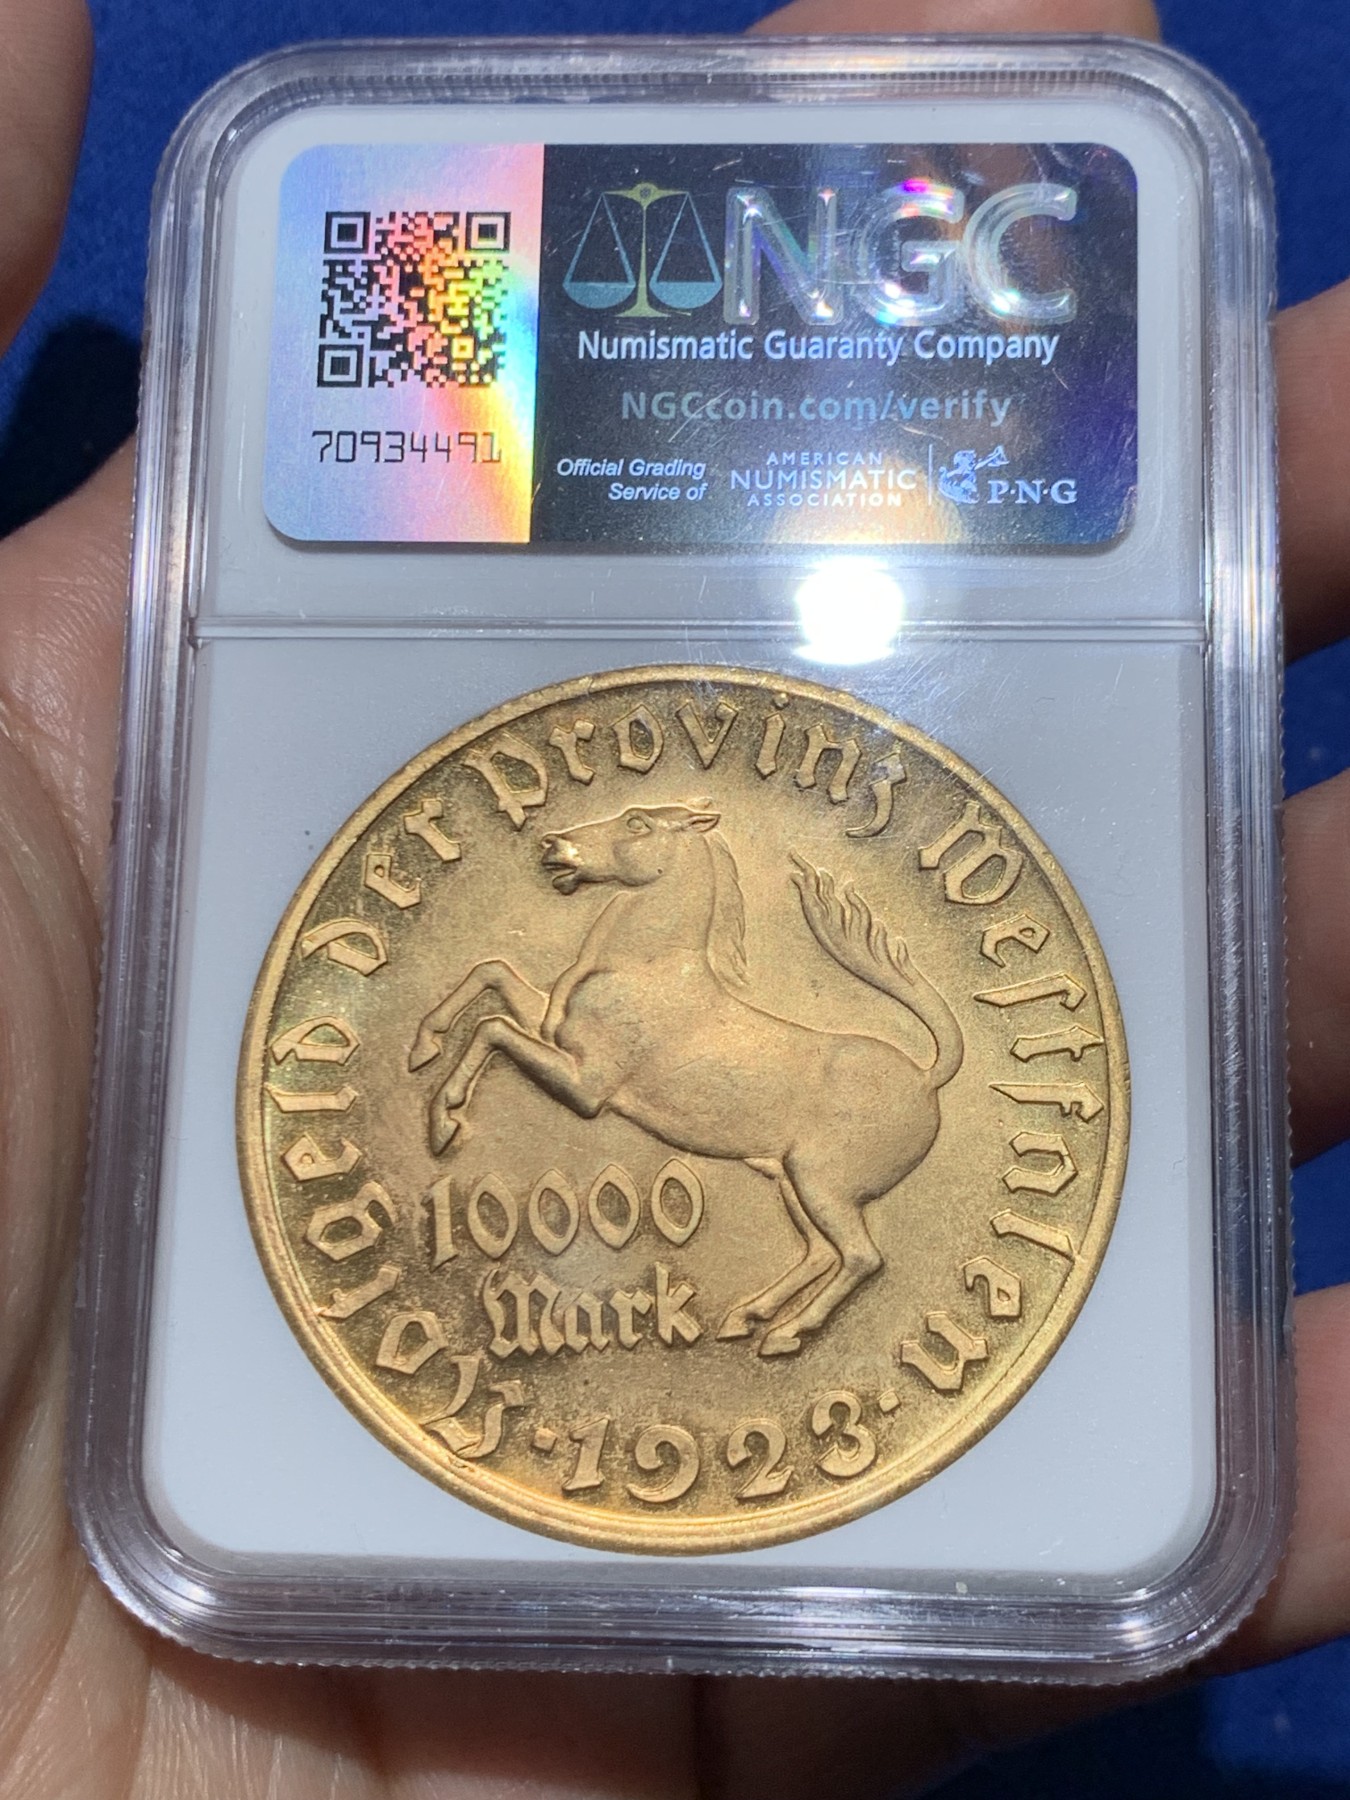 NGC
Numismatic Guaranty Company
NGCcoin.com/verify
70934491
Official Grading
Service of
AMERICAN
NUMISMATIC
ASSOCIATION
P·N·G
Notgeld der Provinz Westfalen
10000
Mark
·1923·